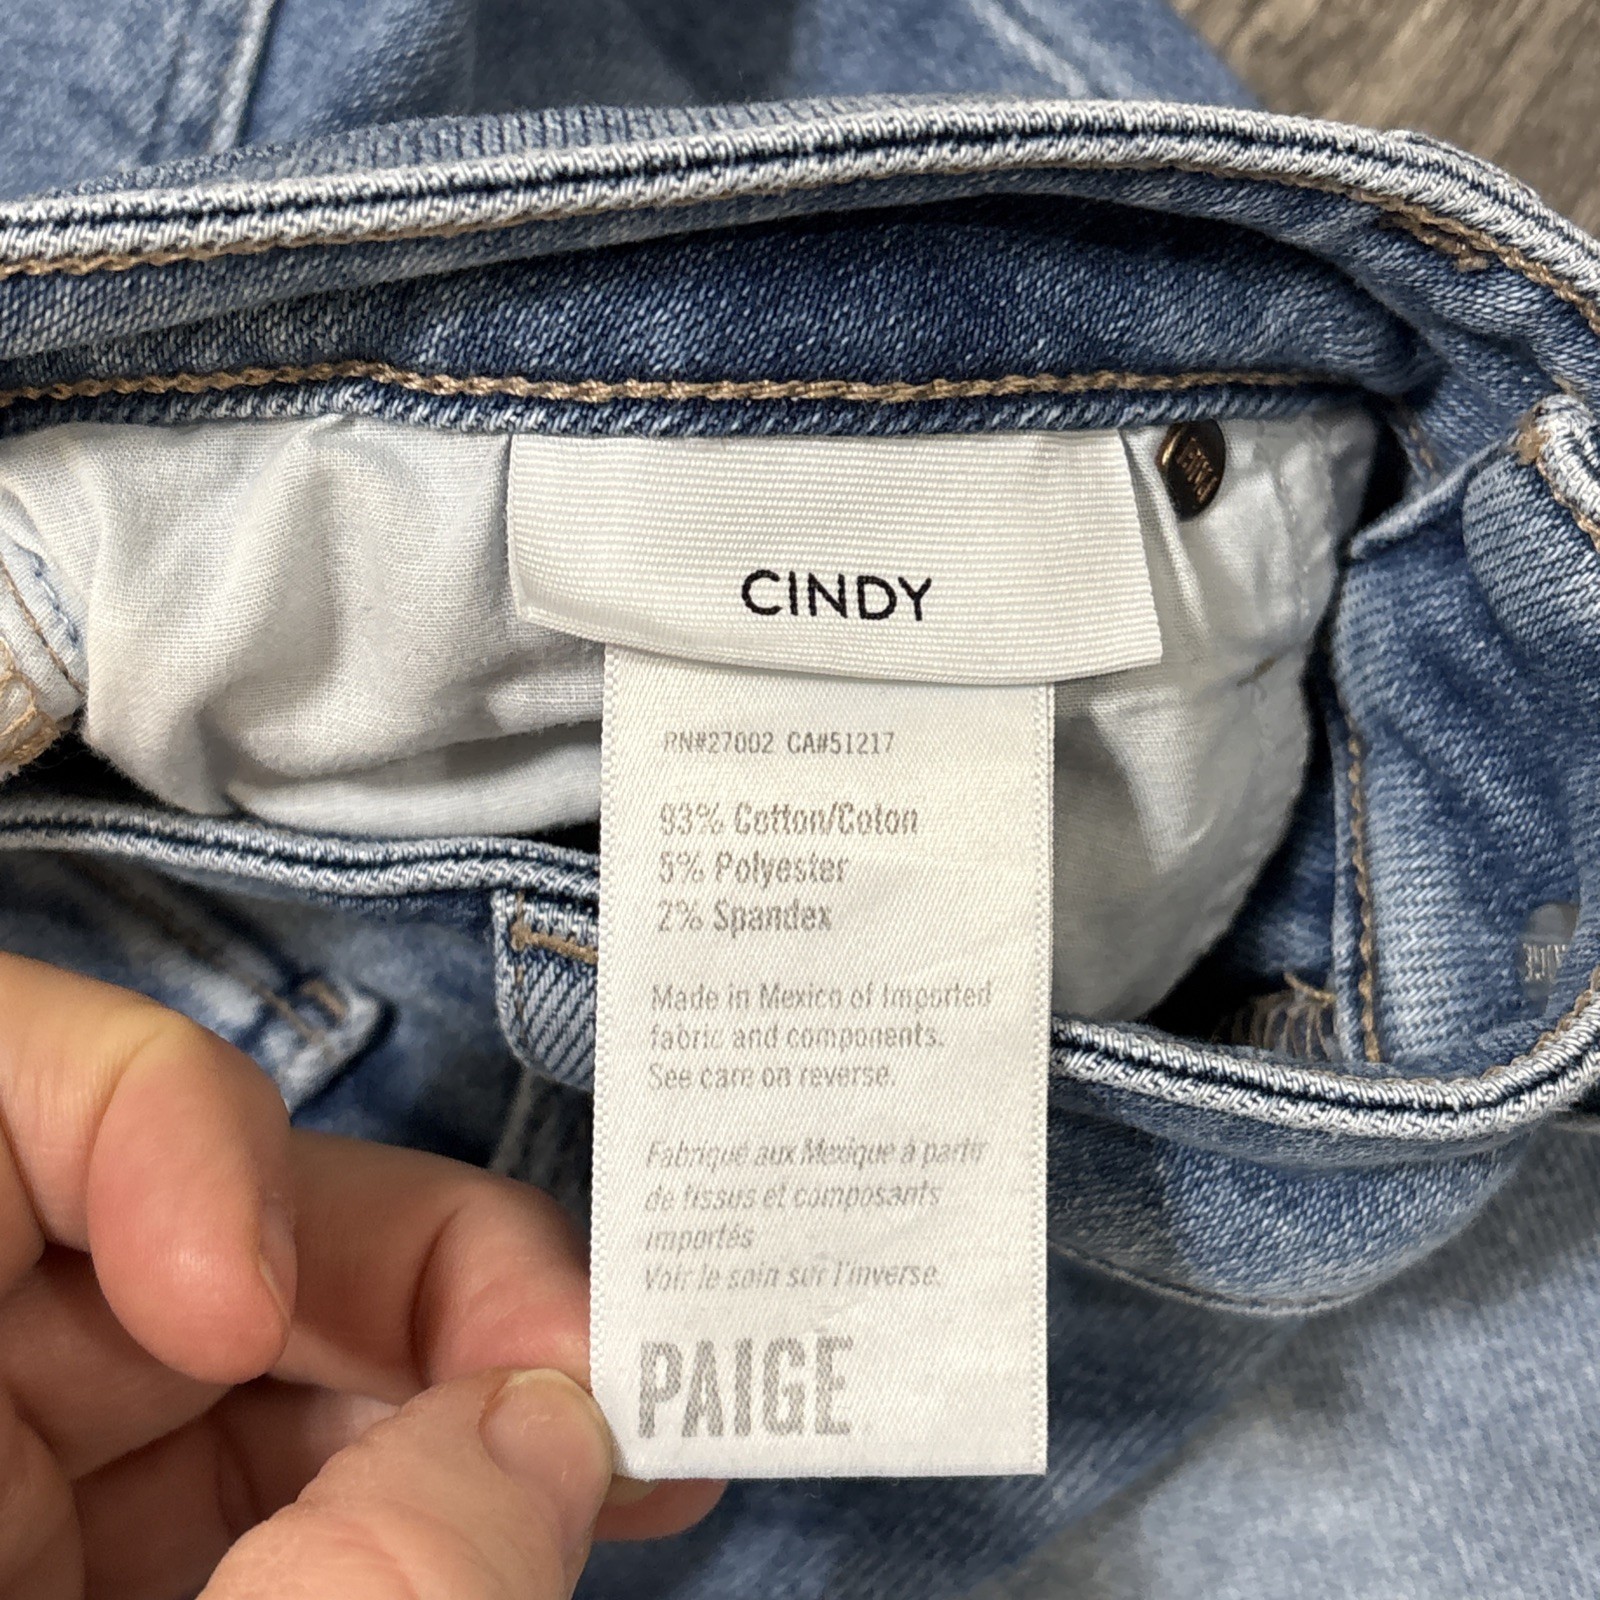 CINDY
RN#27002 CA#51217
93% Cotton/Coton
5% Polyester
2% Spandex
Made in Mexico of Imported
fabric and components.
See care on reverse.
Fabriqué aux Mexique à partir
de tissus et composants
importés
Voir le soin sur l'inverse.
PAIGE